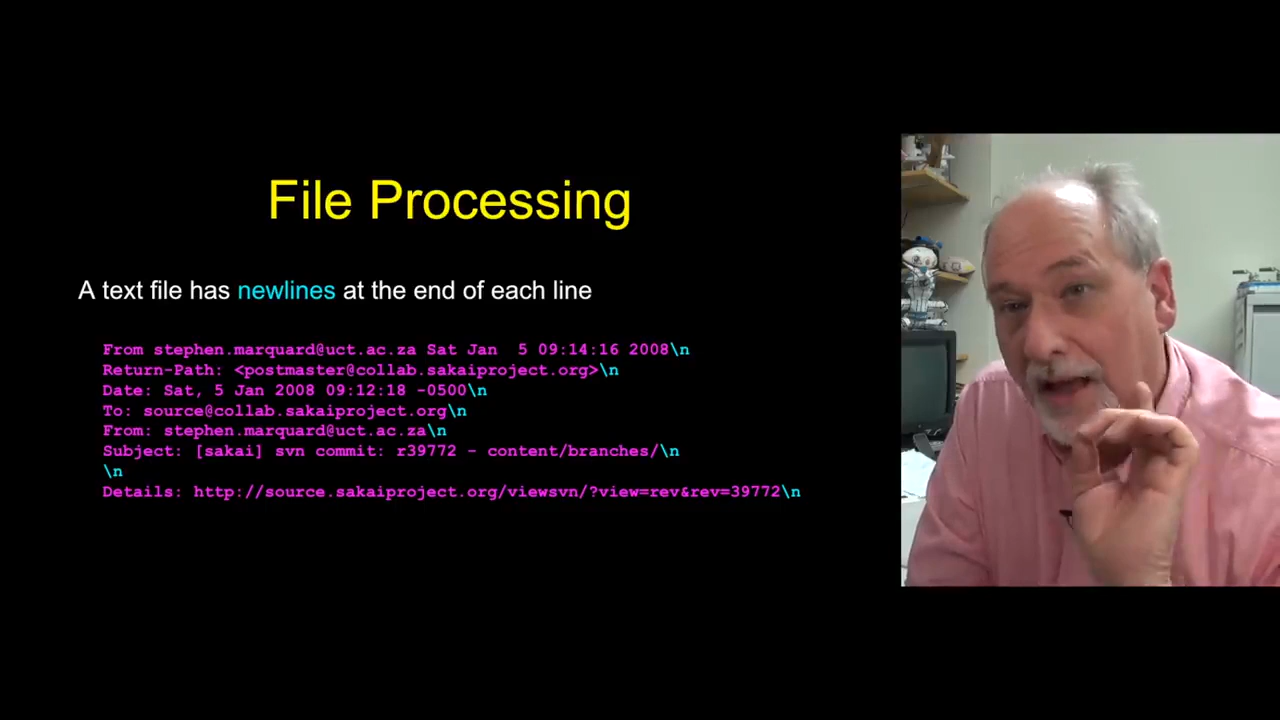 File Processing
A text file has newlines at the end of each line
From stephen.marquard@uct.ac.za Sat Jan  5 09:14:16 2008\n
Return-Path: <postmaster@collab.sakaiproject.org>\n
Date: Sat, 5 Jan 2008 09:12:18 -0500\n
To: source@collab.sakaiproject.org\n
From: stephen.marquard@uct.ac.za\n
Subject: [sakai] svn commit: r39772 - content/branches/\n
\n
Details: http://source.sakaiproject.org/viewsvn/?view=rev&rev=39772\n